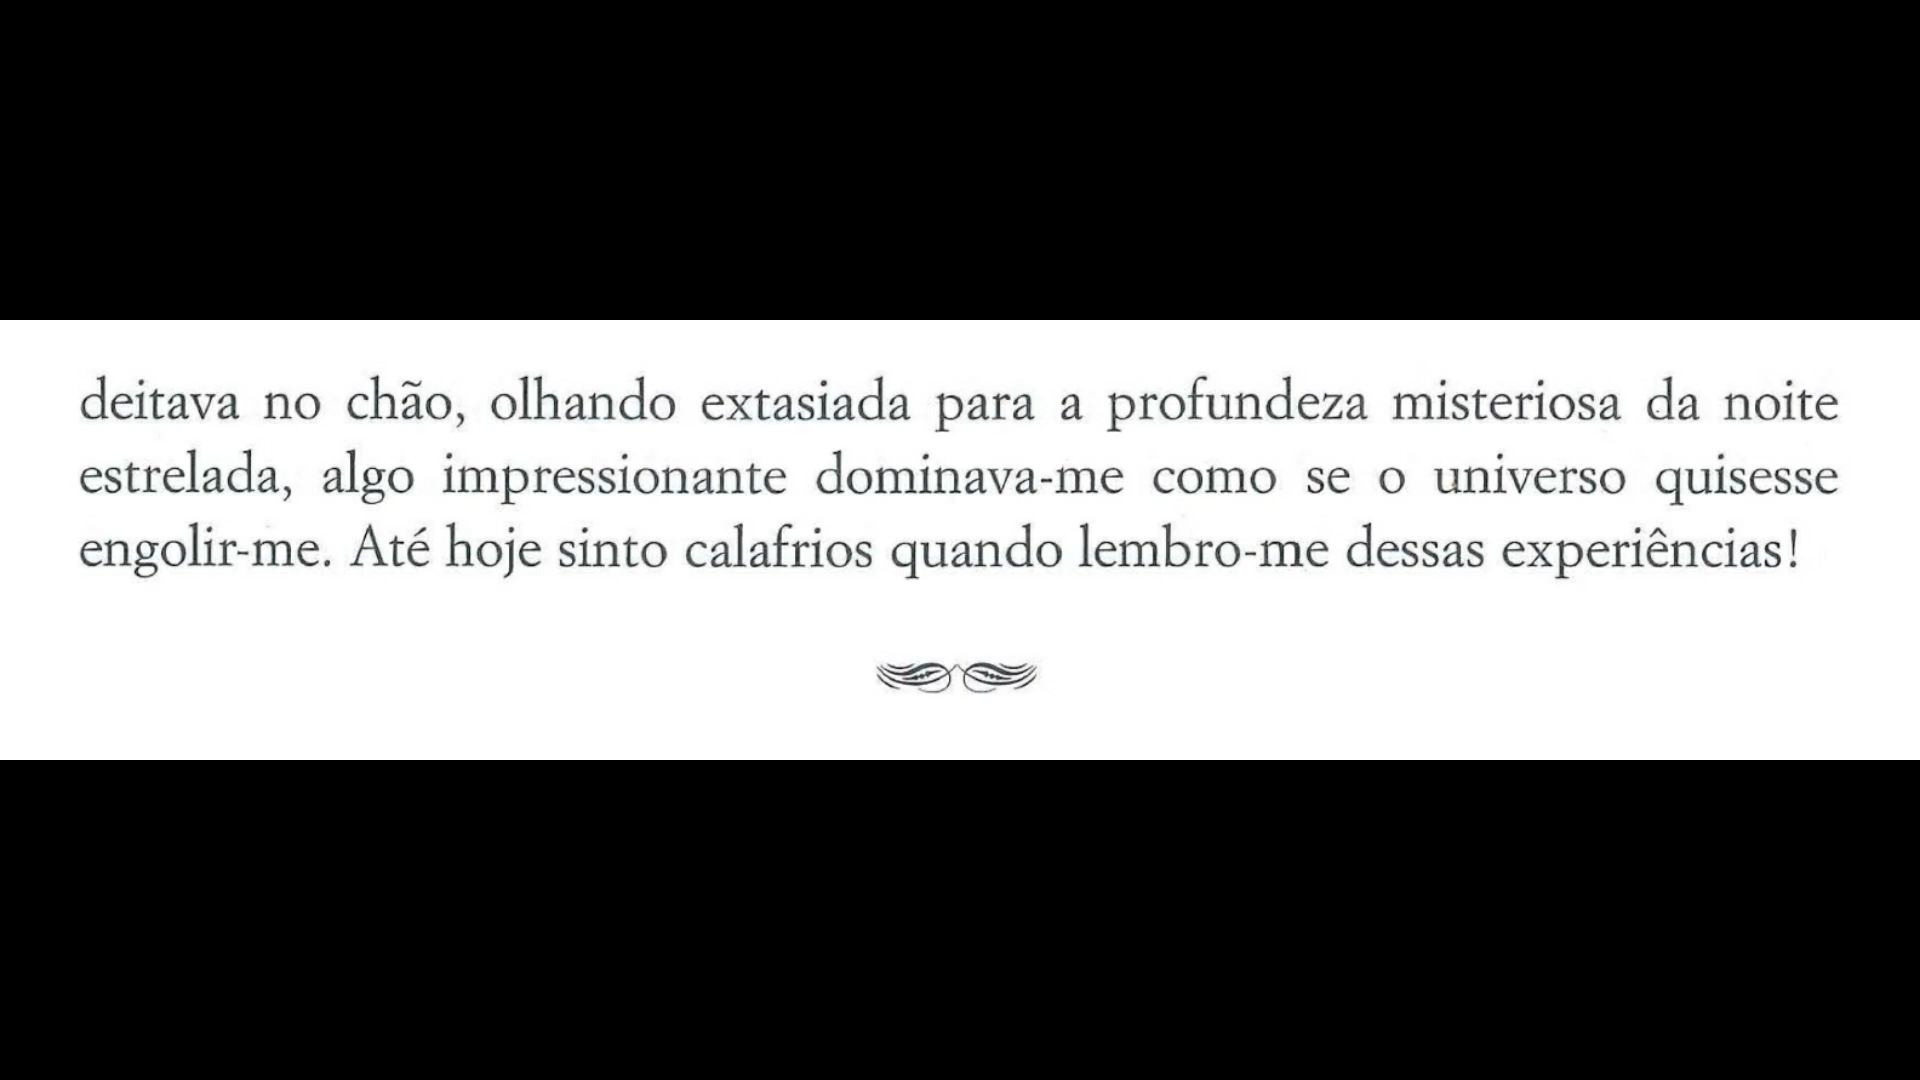 deitava no chão, olhando extasiada para a profundeza misteriosa da noite
estrelada, algo impressionante dominava-me como se o universo quisesse
engolir-me. Até hoje sinto calafrios quando lembro-me dessas experiências!